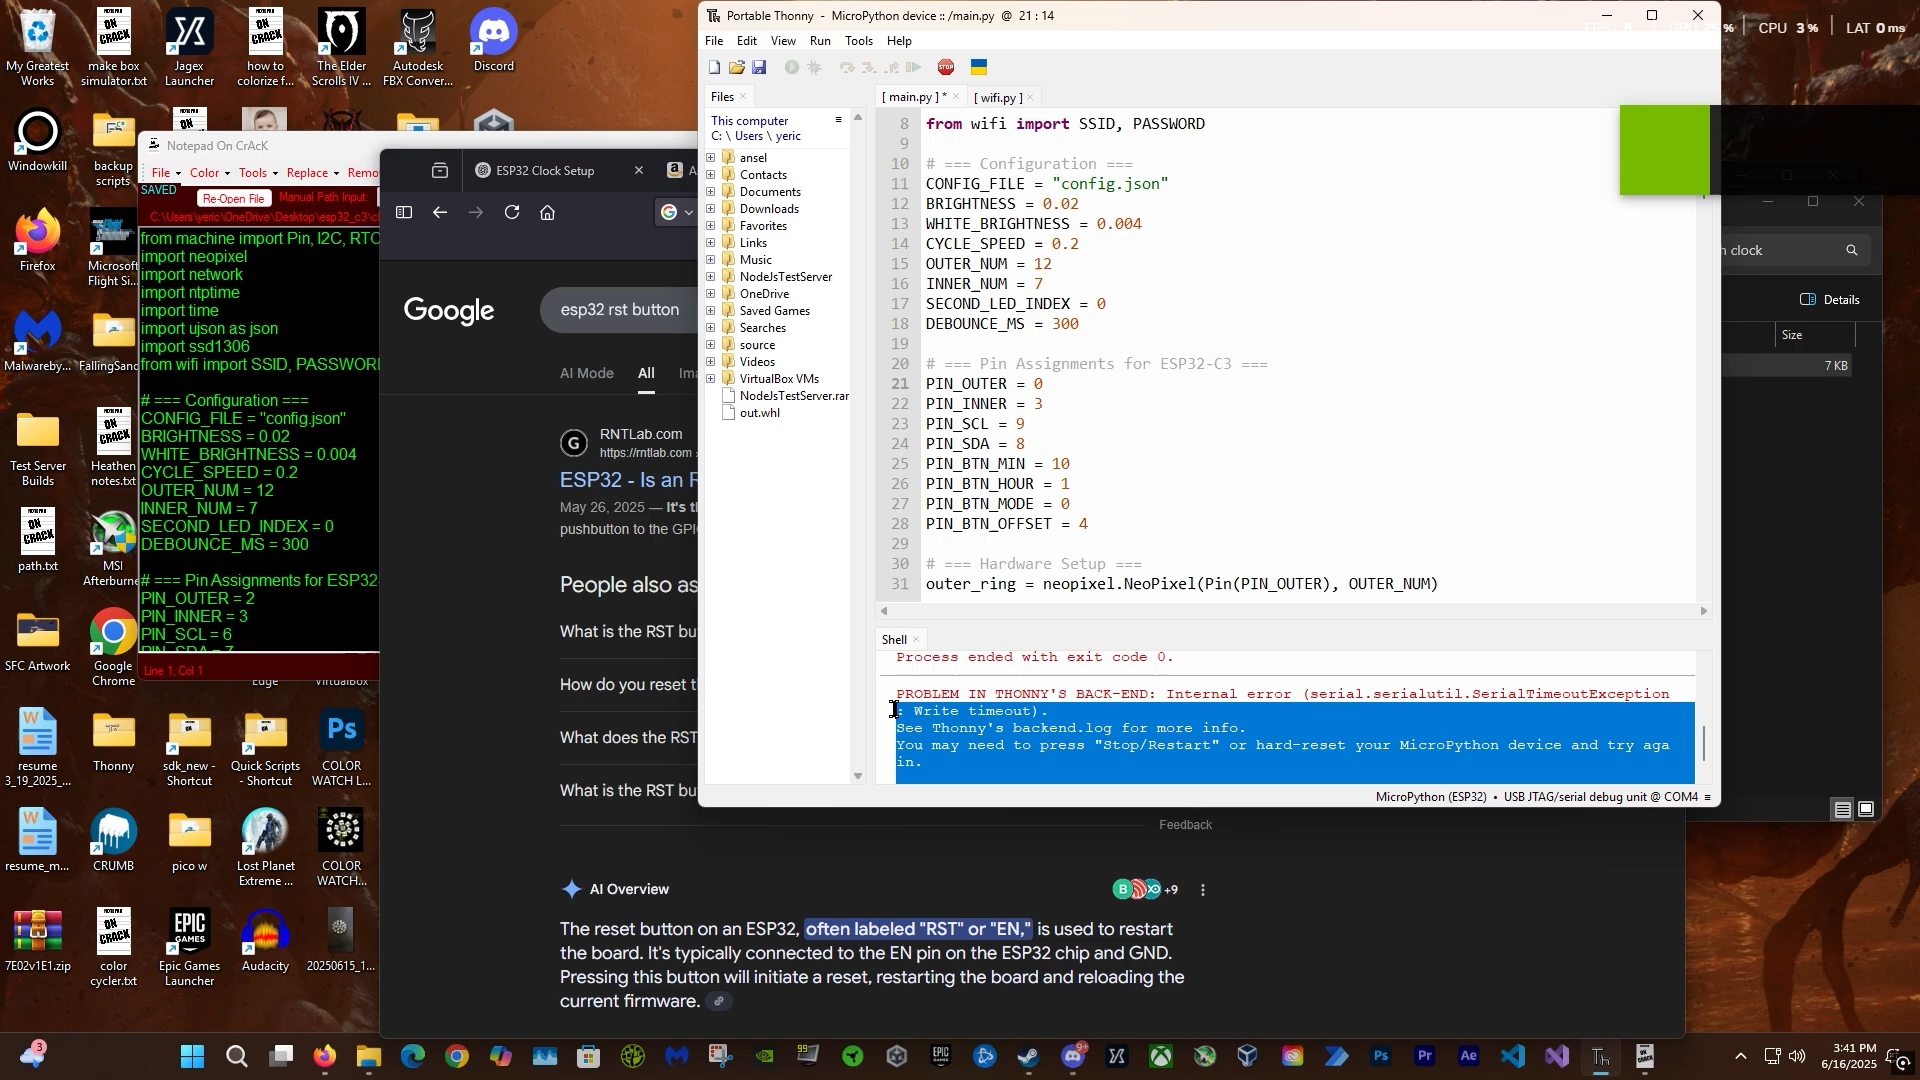 My Greatest
Works
make box
simulator.txt
Jagex
Launcher
how to
colorize f...
The Elder
Scrolls IV ...
Autodesk
FBX Conver...
Discord
Windowkill
backup
scripts
Firefox
Microsoft
Flight Si...
Malwareby...
FallingSand
Test Server
Builds
Heathen
notes.txt
path.txt
MSI
Afterburne
SFC Artwork
Google
Chrome
Edge
VirtualBox
resume
3_19_2025_...
Thonny
sdk_new -
Shortcut
Quick Scripts
- Shortcut
COLOR
WATCH L...
resume_m...
CRUMB
pico w
Lost Planet
Extreme ...
COLOR
WATCH...
7E02v1E1.zip
color
cycler.txt
Epic Games
Launcher
Audacity
20250615_1...
Notepad On CrAcK
File
Color
Tools
Replace
Remo
SAVED
Re-Open File
Manual Path Input:
C:\Users\yeric\OneDrive\Desktop\esp32_c3\cl
from machine import Pin, I2C, RTC
import neopixel
import network
import ntptime
import time
import ujson as json
import ssd1306
from wifi import SSID, PASSWOR
# === Configuration ===
CONFIG_FILE = "config.json"
BRIGHTNESS = 0.02
WHITE_BRIGHTNESS = 0.004
CYCLE_SPEED = 0.2
OUTER_NUM = 12
INNER_NUM = 7
SECOND_LED_INDEX = 0
DEBOUNCE_MS = 300
# === Pin Assignments for ESP32-
PIN_OUTER = 2
PIN_INNER = 3
PIN_SCL = 6
PIN_SDA = 7
Line 1, Col 1
ESP32 Clock Setup
Google
esp32 rst button
AI Mode
All
Ima
RNTLab.com
https://rntlab.com
ESP32 - Is an R
May 26, 2025 — It's th
pushbutton to the GPI
People also as
What is the RST bu
How do you reset t
What does the RST
What is the RST bu
Feedback
AI Overview
+9
The reset button on an ESP32, often labeled "RST" or "EN," is used to restart
the board. It's typically connected to the EN pin on the ESP32 chip and GND.
Pressing this button will initiate a reset, restarting the board and reloading the
current firmware.
Portable Thonny - MicroPython device :: /main.py @ 21 : 14
File Edit View Run Tools Help
STOP
Files
This computer
C: \ Users \ yeric
ansel
Contacts
Documents
Downloads
Favorites
Links
Music
NodeJsTestServer
OneDrive
Saved Games
Searches
source
Videos
VirtualBox VMs
NodeJsTestServer.rar
out.whl
[ main.py ] *
[ wifi.py ]
8 from wifi import SSID, PASSWORD
9
10 # === Configuration ===
11 CONFIG_FILE = "config.json"
12 BRIGHTNESS = 0.02
13 WHITE_BRIGHTNESS = 0.004
14 CYCLE_SPEED = 0.2
15 OUTER_NUM = 12
16 INNER_NUM = 7
17 SECOND_LED_INDEX = 0
18 DEBOUNCE_MS = 300
19
20 # === Pin Assignments for ESP32-C3 ===
21 PIN_OUTER = 0
22 PIN_INNER = 3
23 PIN_SCL = 9
24 PIN_SDA = 8
25 PIN_BTN_MIN = 10
26 PIN_BTN_HOUR = 1
27 PIN_BTN_MODE = 0
28 PIN_BTN_OFFSET = 4
29
30 # === Hardware Setup ===
31 outer_ring = neopixel.NeoPixel(Pin(PIN_OUTER), OUTER_NUM)
Shell
Process ended with exit code 0.
PROBLEM IN THONNY'S BACK-END: Internal error (serial.serialutil.SerialTimeoutException
: Write timeout).
See Thonny's backend.log for more info.
You may need to press "Stop/Restart" or hard-reset your MicroPython device and try aga
in.
MicroPython (ESP32) • USB JTAG/serial debug unit @ COM4
CPU 3 %
LAT 0 ms
h clock
Details
Size
7 KB
3:41 PM
6/16/2025